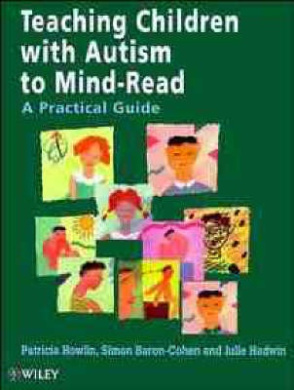 Teaching Children
with Autism
to Mind-Read
A Practical Guide
Patricia Howlin, Simon Baron-Cohen and Julie Hadwin
WILEY